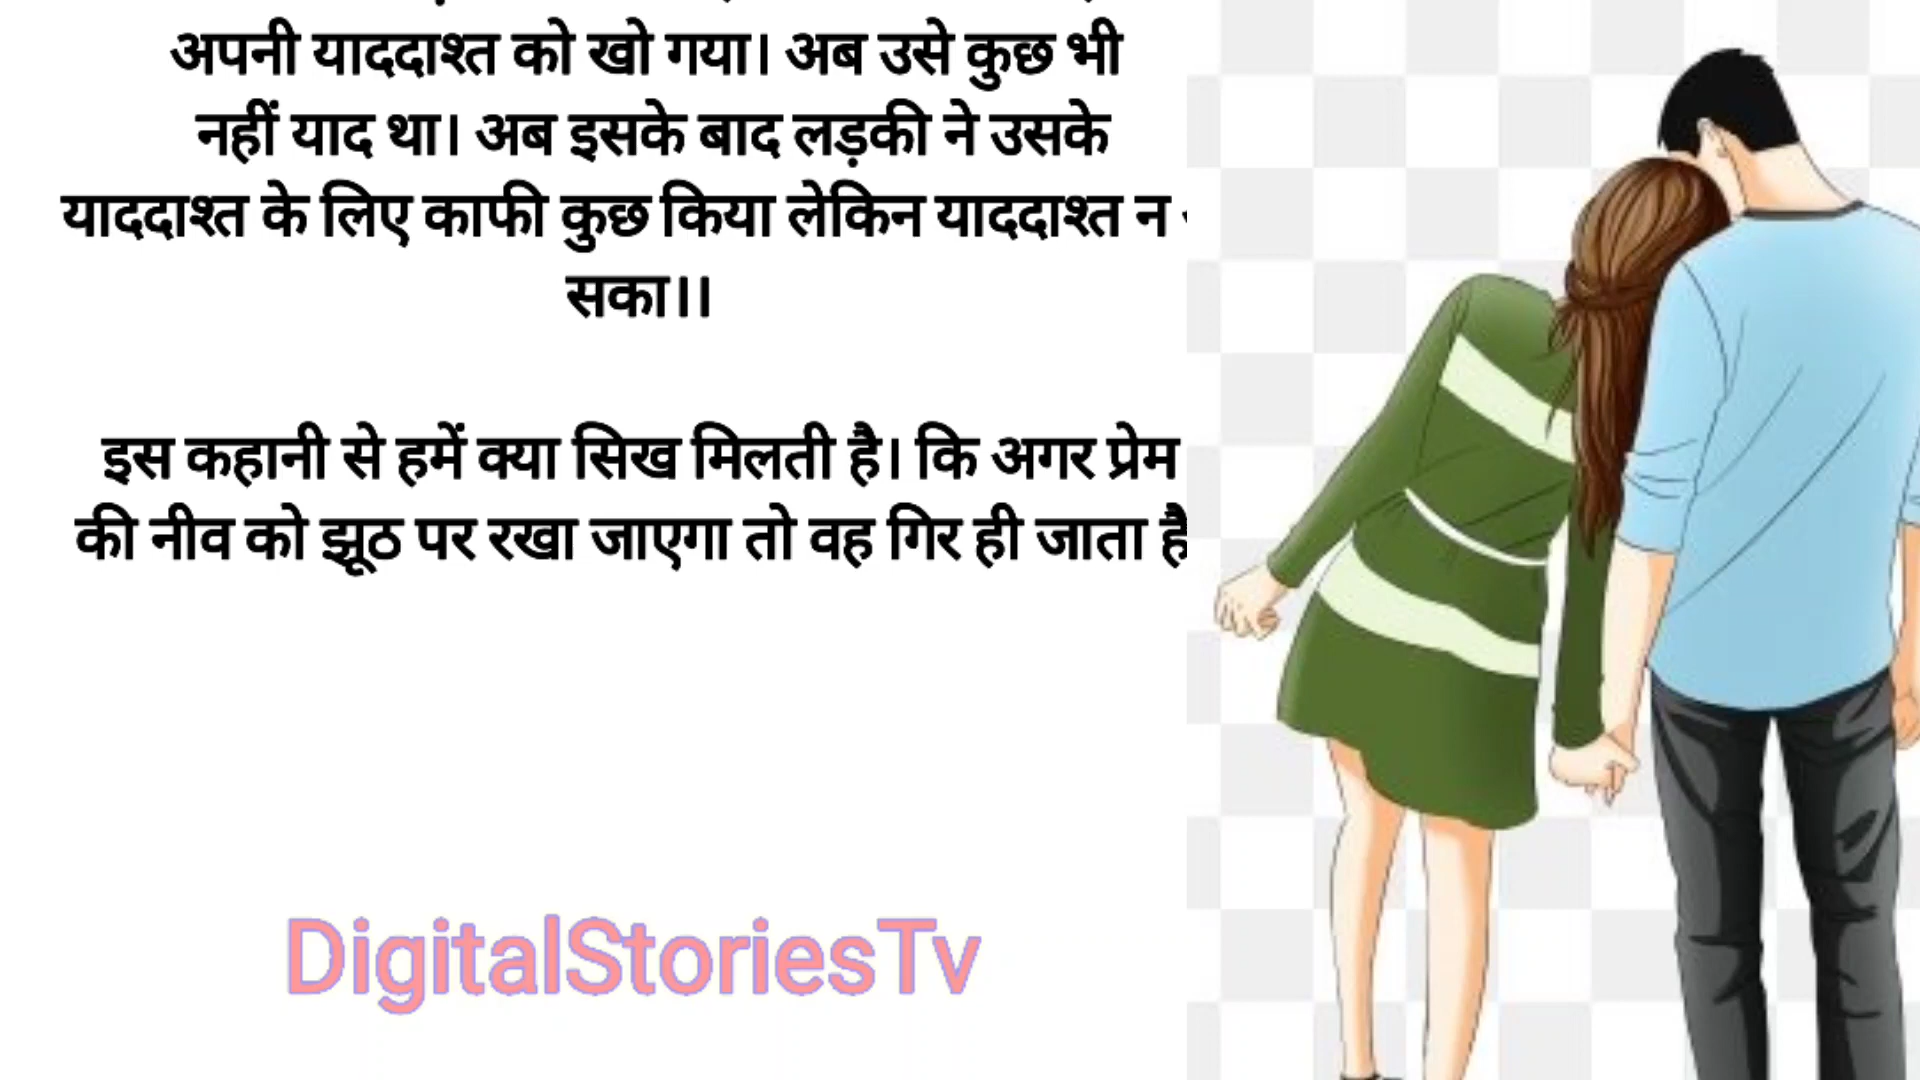 अपनी याददाश्त को खो गया। अब उसे कुछ भी
नहीं याद था। अब इसके बाद लड़की ने उसके
याददाश्त के लिए काफी कुछ किया लेकिन याददाश्त न
सका।।
इस कहानी से हमें क्या सिख मिलती है। कि अगर प्रेम
की नीव को झूठ पर रखा जाएगा तो वह गिर ही जाता है
DigitalStoriesTv